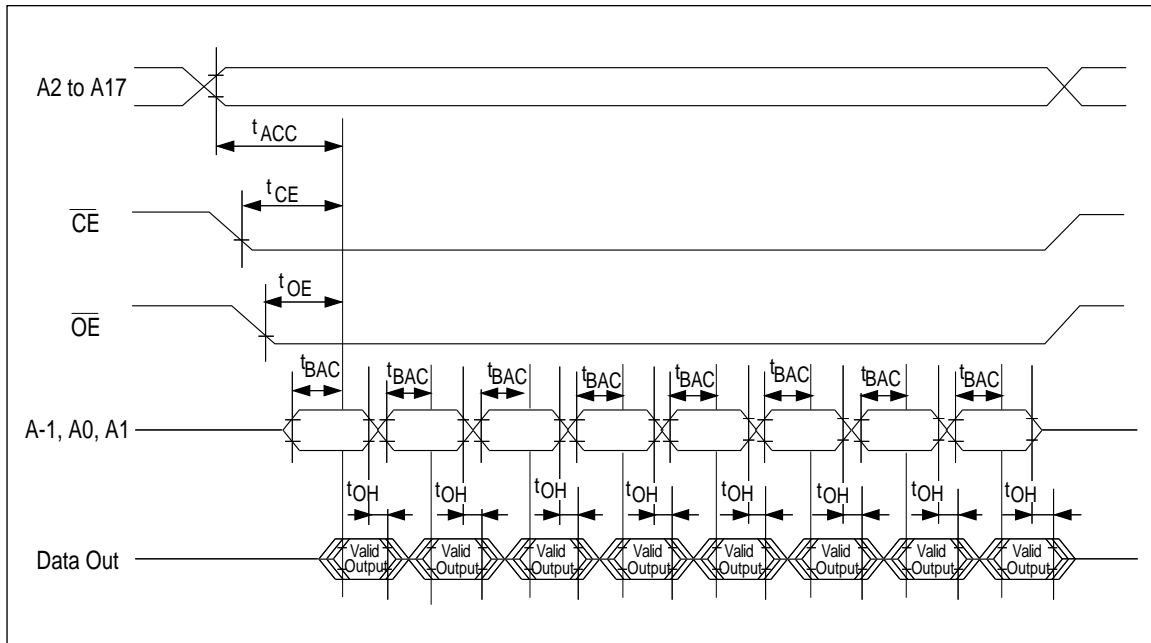 A2 to A17
tACC
tCE
CE
tOE
OE
tBAC tBAC tBAC tBAC tBAC tBAC tBAC tBAC
A-1, A0, A1
tOH tOH tOH tOH tOH tOH tOH tOH
Data Out
Valid Output Valid Output Valid Output Valid Output Valid Output Valid Output Valid Output Valid Output